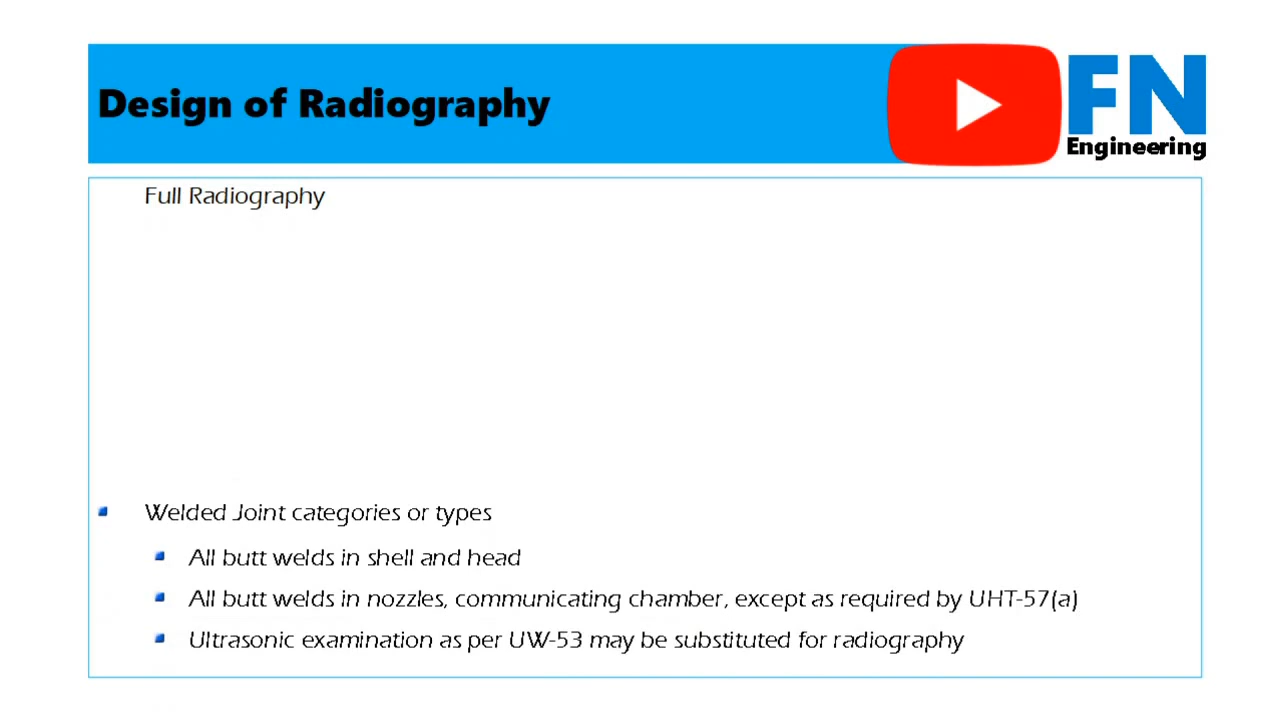 Design of Radiography
FN
Engineering
Full Radiography
Welded Joint categories or types
All butt welds in shell and head
All butt welds in nozzles, communicating chamber, except as required by UHT-57(a)
Ultrasonic examination as per UW-53 may be substituted for radiography